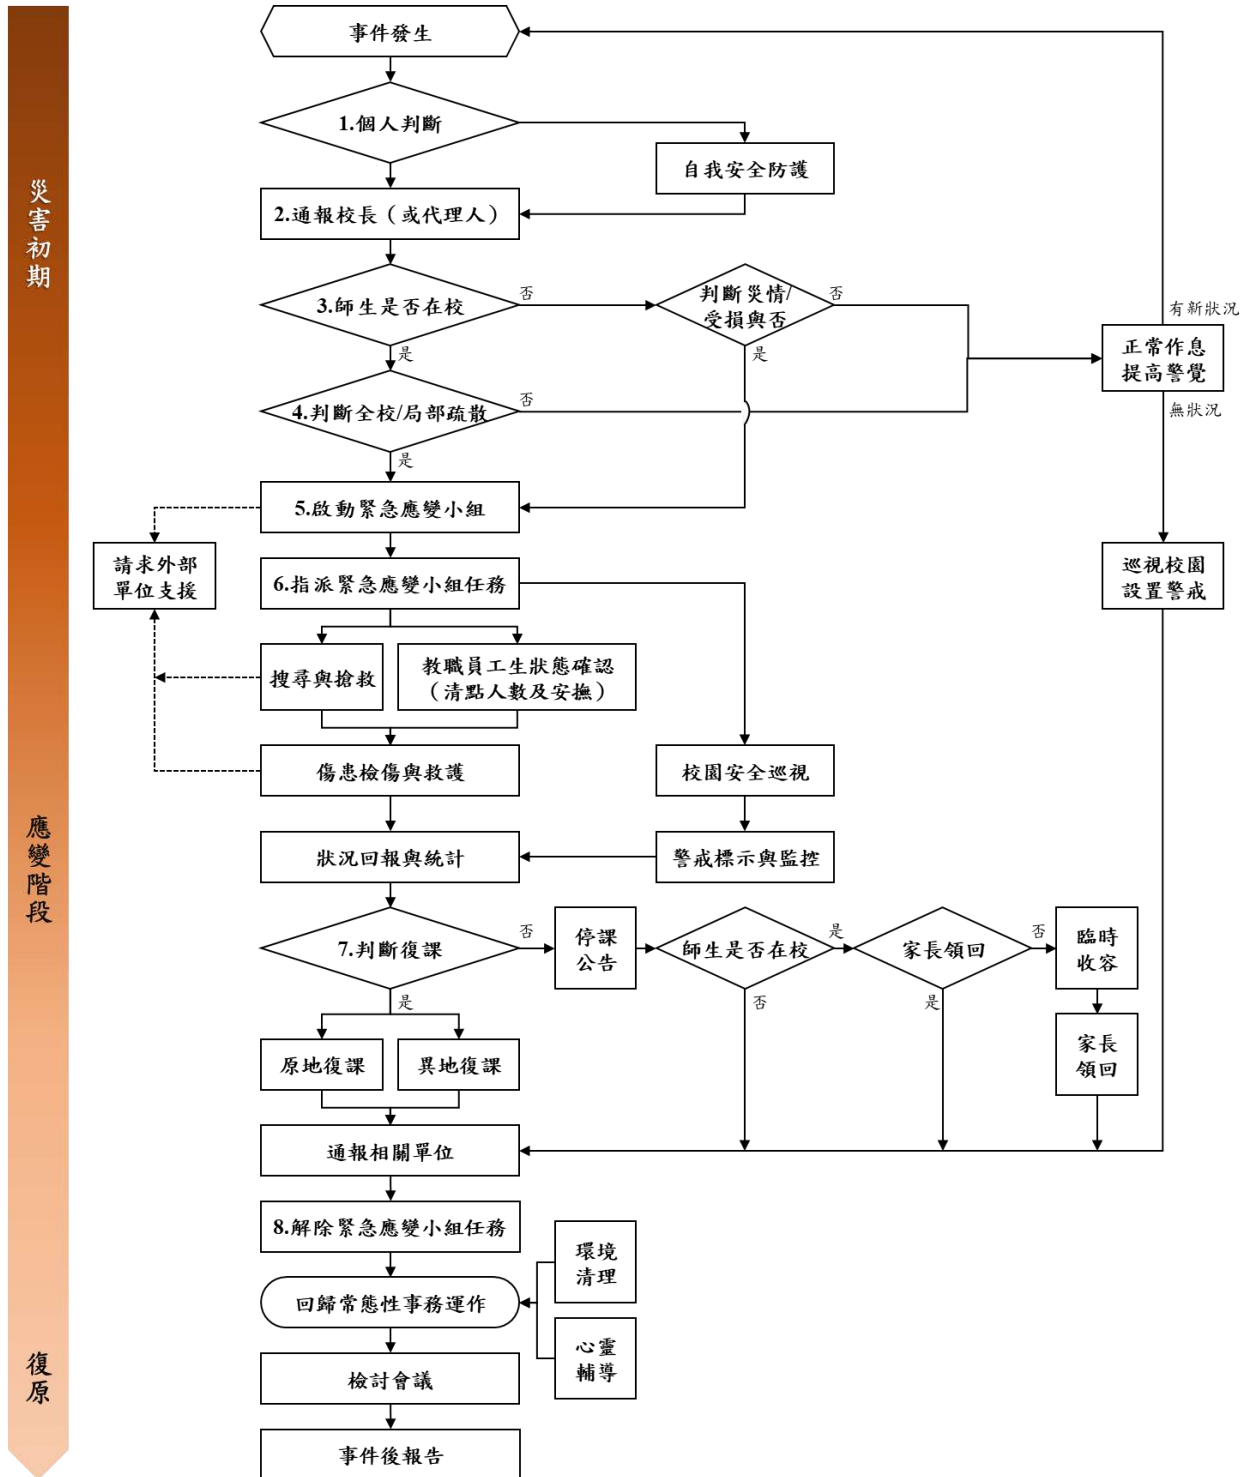 災害初期
應變階段
復原
事件發生
1.個人判斷
自我安全防護
2.通報校長（或代理人）
3.師生是否在校
否
判斷災情/
受損與否
否
有新狀況
正常作息
提高警覺
無狀況
是
是
4.判斷全校/局部疏散
否
是
5.啟動緊急應變小組
請求外部
單位支援
6.指派緊急應變小組任務
巡視校園
設置警戒
搜尋與搶救
教職員工生狀態確認
（清點人數及安撫）
傷患檢傷與救護
校園安全巡視
狀況回報與統計
警戒標示與監控
7.判斷復課
否
停課
公告
師生是否在校
是
家長領回
否
臨時
收容
是
否
是
家長
領回
原地復課
異地復課
通報相關單位
8.解除緊急應變小組任務
環境
清理
回歸常態性事務運作
心靈
輔導
檢討會議
事件後報告